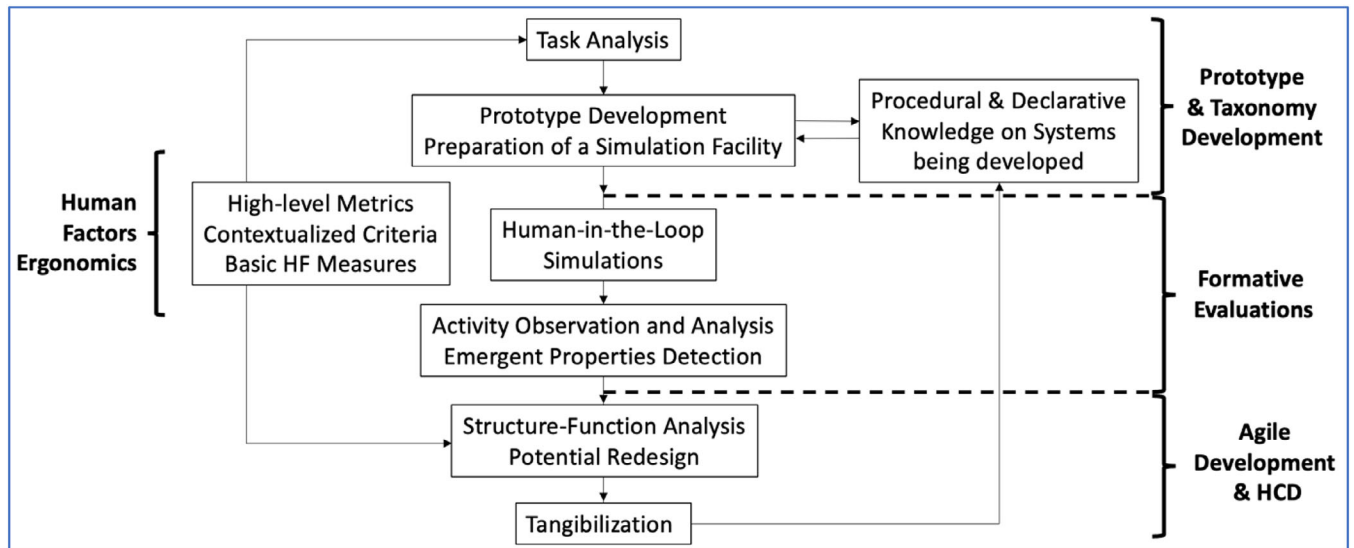 Task Analysis
Prototype Development
Preparation of a Simulation Facility
Procedural & Declarative
Knowledge on Systems
being developed
Prototype
& Taxonomy
Development
Human
Factors
Ergonomics
High-level Metrics
Contextualized Criteria
Basic HF Measures
Human-in-the-Loop
Simulations
Activity Observation and Analysis
Emergent Properties Detection
Formative
Evaluations
Structure-Function Analysis
Potential Redesign
Tangibilization
Agile
Development
& HCD